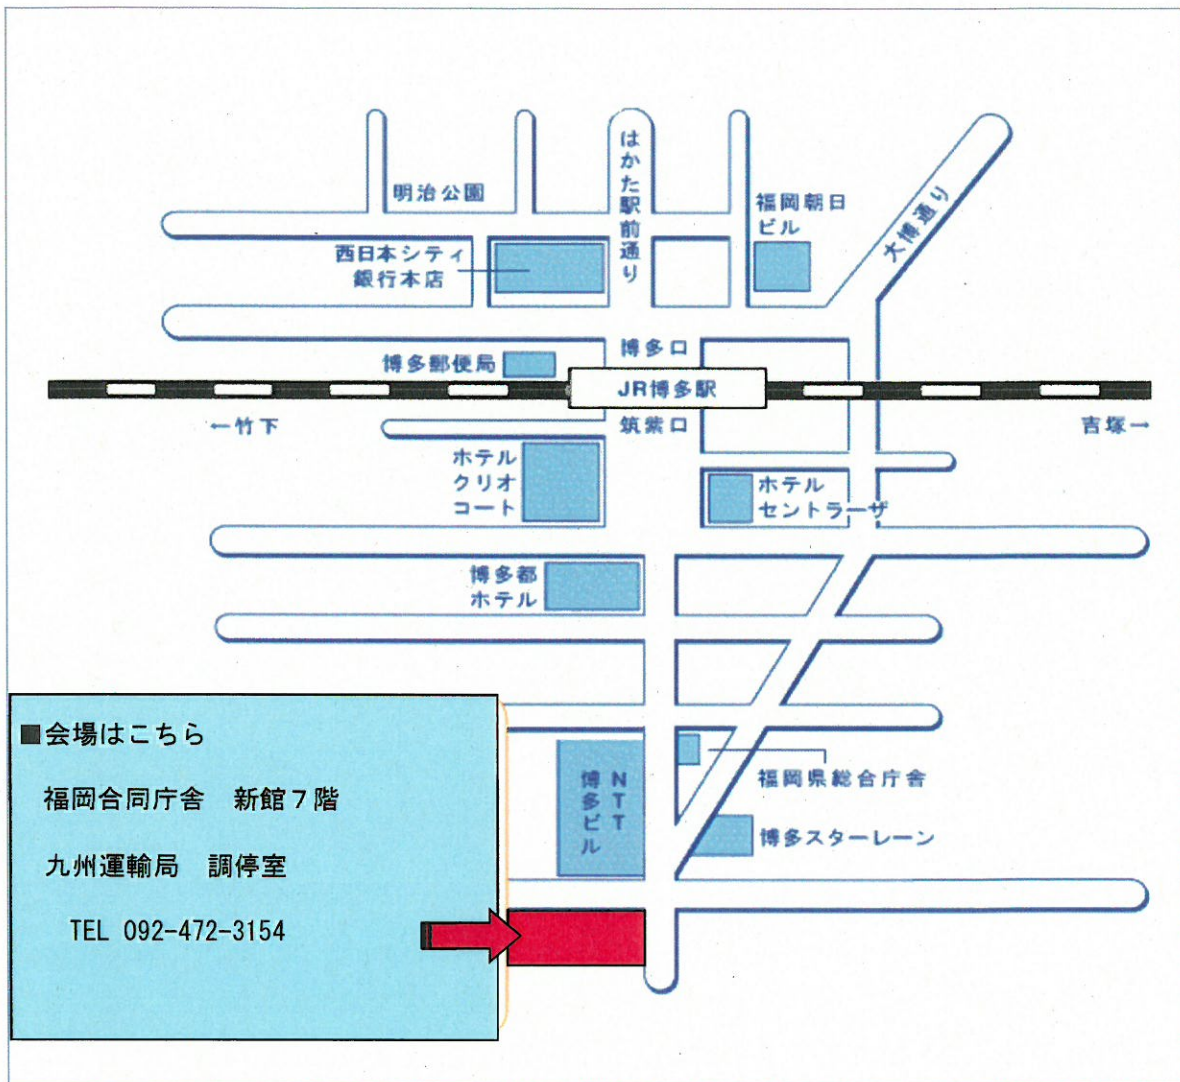 はかた駅前通り
明治公園
福岡朝日
ビル
大博通り
西日本シティ
銀行本店
博多口
博多郵便局
JR博多駅
←竹下
筑紫口
吉塚→
ホテル
クリオ
コート
ホテル
セントラーザ
博多都
ホテル
■会場はこちら
福岡合同庁舎 新館７階
九州運輸局 調停室
TEL 092-472-3154
NTT
博多ビル
福岡県総合庁舎
博多スターレーン